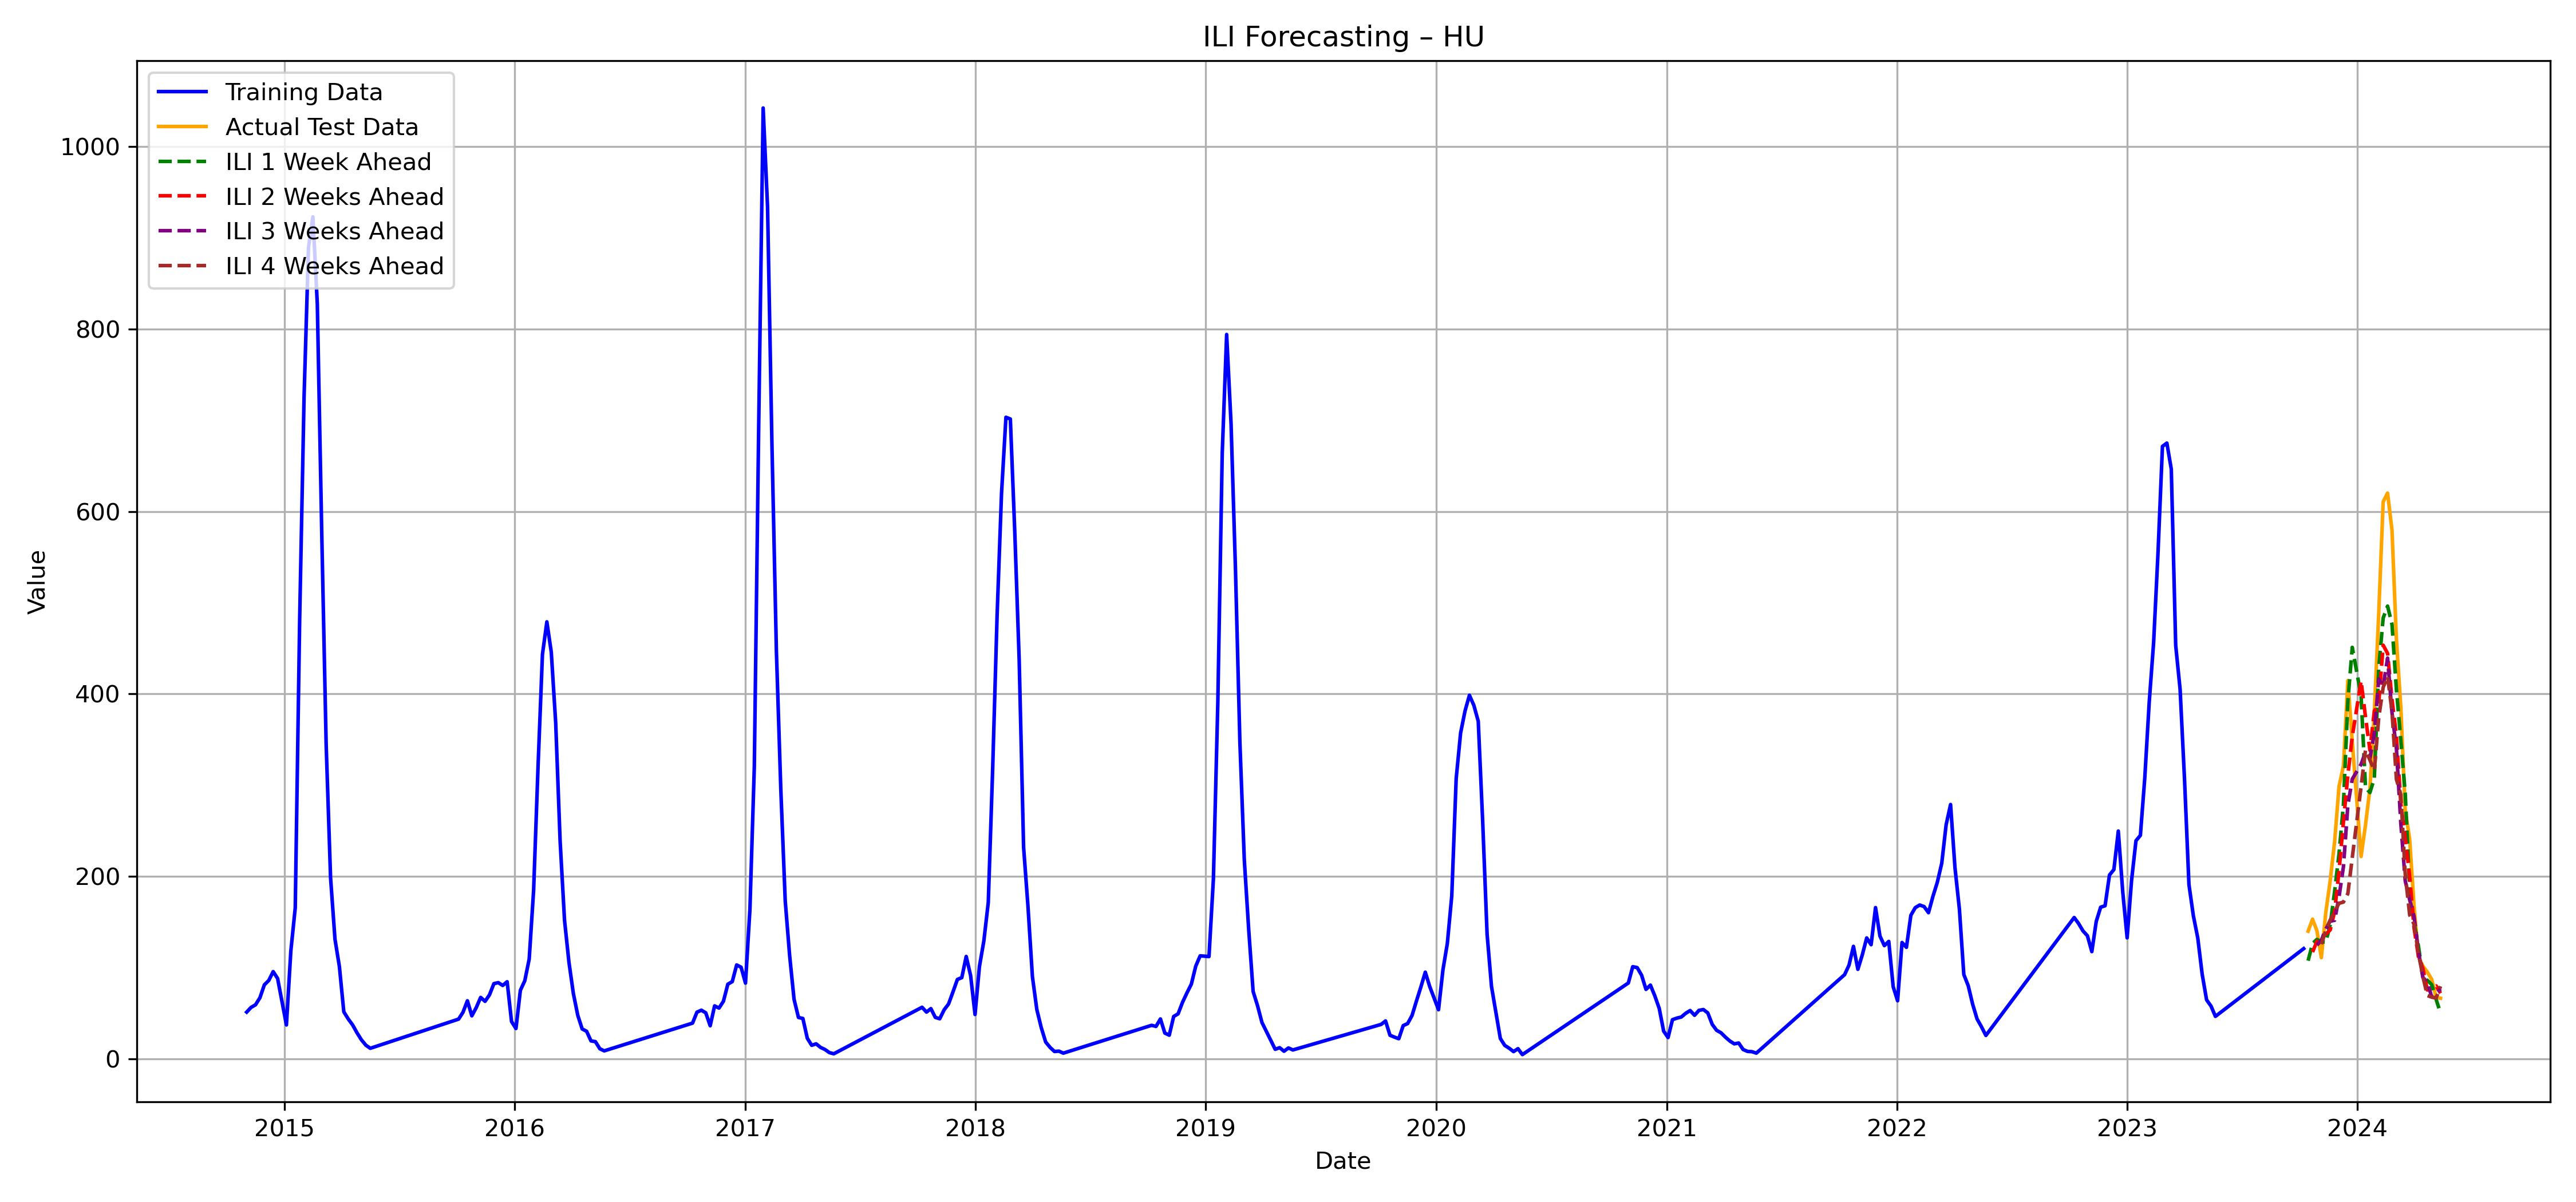 ILI Forecasting – HU
Training Data
Actual Test Data
ILI 1 Week Ahead
ILI 2 Weeks Ahead
ILI 3 Weeks Ahead
ILI 4 Weeks Ahead
1000
800
600
400
200
0
Value
2015 2016 2017 2018 2019 2020 2021 2022 2023 2024
Date